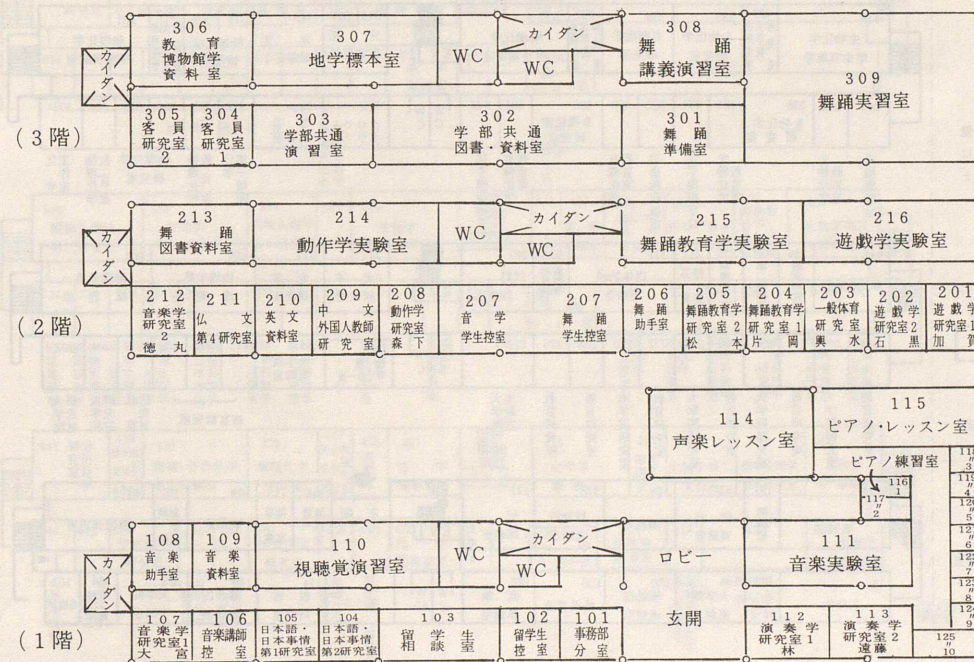 306
教育
博物館学
資料室
307
地学標本室
WC
カイダン
WC
308
舞踊
講義演習室
309
舞踊実習室
カイダン
(3階)
305
客員
研究室
2
304
客員
研究室
1
303
学部共通
演習室
302
学部共通
図書・資料室
301
舞踊
準備室
213
舞踊
図書資料室
214
動作学実験室
WC
カイダン
WC
215
舞踊教育学実験室
216
遊戯学実験室
カイダン
(2階)
212
音楽学
研究室
2
徳丸
211
仏文
第4研究室
210
英文
資料室
209
中文
外国人教師
研究室
208
動作学
研究室
森下
207
音学
学生控室
207
舞踊
学生控室
206
舞踊
助手室
205
舞踊教育学
研究室2
松本
204
舞踊教育学
研究室1
片岡
203
一般体育
研究室
興水
202
遊戯学
研究室2
石黒
201
遊戯学
研究室1
加賀
114
声楽レッスン室
115
ピアノ・レッスン室
ピアノ練習室
116
1
117
〃
2
108
音楽
助手室
109
音楽
資料室
110
視聴覚演習室
WC
カイダン
WC
ロビー
111
音楽実験室
カイダン
(1階)
107
音楽学
研究室1
大宮
106
音楽講師
控室
105
日本語・
日本事情
第1研究室
104
日本語・
日本事情
第2研究室
103
留学生
相談室
102
留学生
控室
101
事務部
分室
玄関
112
演奏学
研究室1
林
113
演奏学
研究室2
遠藤
125
〃
10